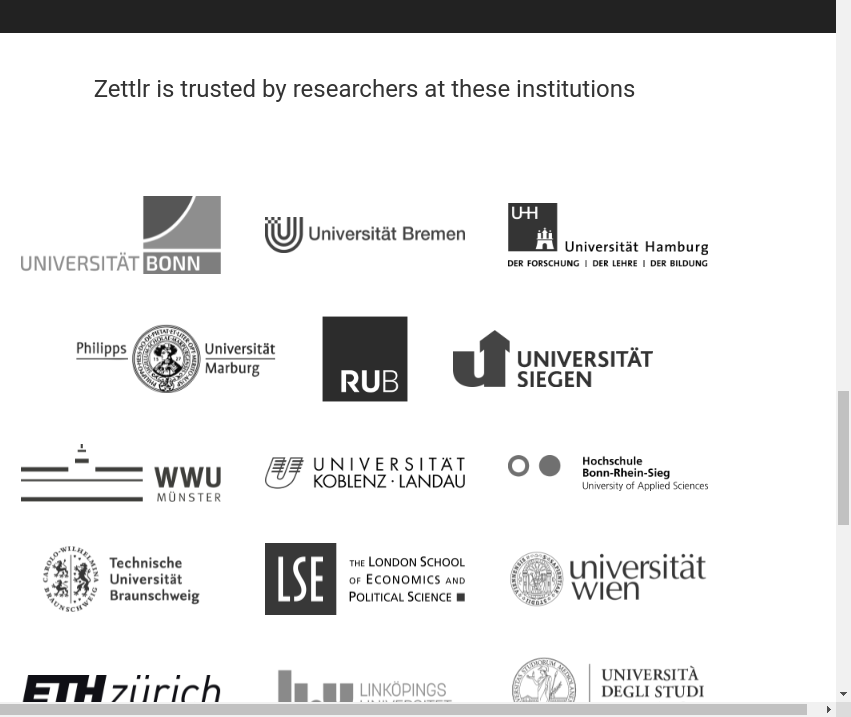 Zettlr is trusted by researchers at these institutions
UNIVERSITÄT BONN
Universität Bremen
UH
Universität Hamburg
DER FORSCHUNG | DER LEHRE | DER BILDUNG
Philipps
Universität
Marburg
RUB
UNIVERSITÄT
SIEGEN
WWU
MÜNSTER
UNIVERSITÄT
KOBLENZ · LANDAU
Hochschule
Bonn-Rhein-Sieg
University of Applied Sciences
CAROLO-WILHELMINA
BRAUNSCHWEIG
Technische
Universität
Braunschweig
LSE
THE LONDON SCHOOL
OF ECONOMICS AND
POLITICAL SCIENCE
universität
wien
ETH zürich
LINKÖPINGS
UNIVERSITET
UNIVERSITÀ
DEGLI STUDI